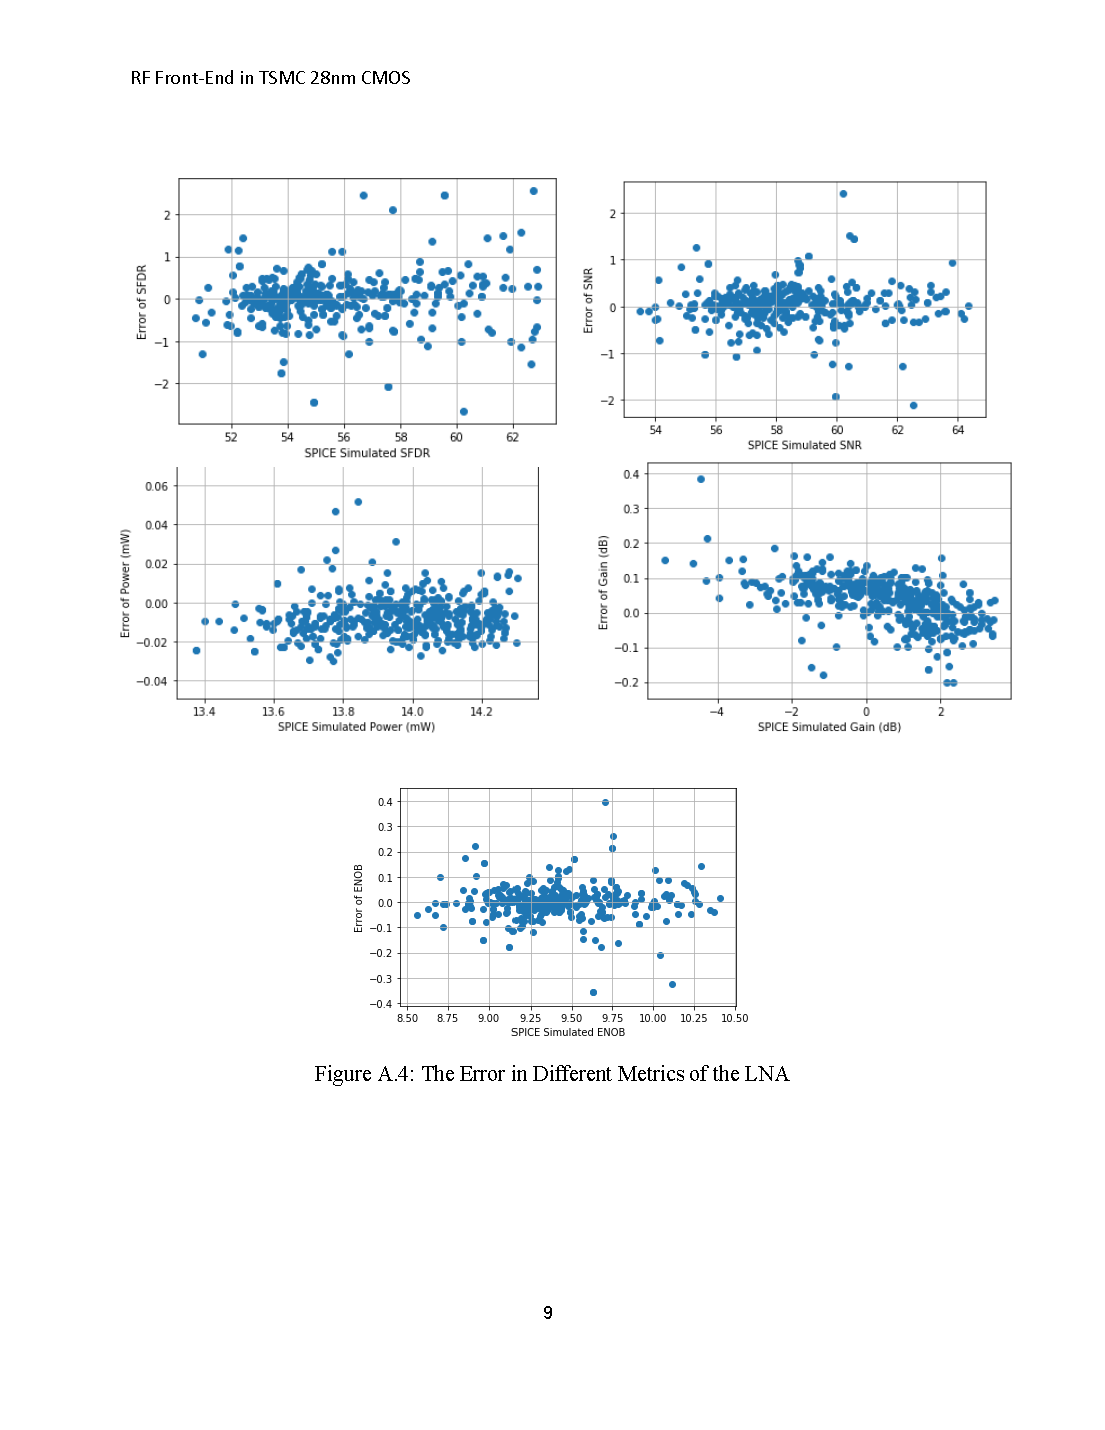 RF Front-End in TSMC 28nm CMOS
2
1
0
−1
−2
Error of SFDR
52 54 56 58 60 62
SPICE Simulated SFDR
2
1
0
−1
−2
Error of SNR
54 56 58 60 62 64
SPICE Simulated SNR
0.06
0.04
0.02
0.00
−0.02
−0.04
Error of Power (mW)
13.4 13.6 13.8 14.0 14.2
SPICE Simulated Power (mW)
0.4
0.3
0.2
0.1
0.0
−0.1
−0.2
Error of Gain (dB)
−4 −2 0 2
SPICE Simulated Gain (dB)
0.4
0.3
0.2
0.1
0.0
−0.1
−0.2
−0.3
−0.4
Error of ENOB
8.50 8.75 9.00 9.25 9.50 9.75 10.00 10.25 10.50
SPICE Simulated ENOB
Figure A.4: The Error in Different Metrics of the LNA
9